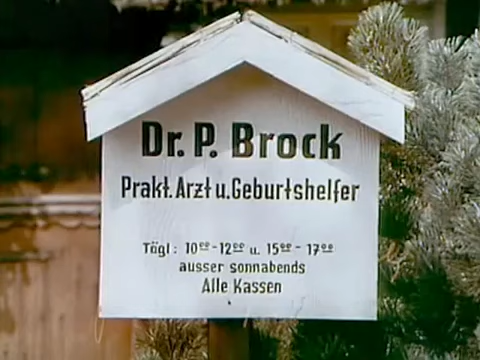 Dr. P. Brock
Prakt. Arzt u. Geburtshelfer
Tägl: 10⁰⁰-12⁰⁰ u. 15⁰⁰-17⁰⁰
ausser sonnabends
Alle Kassen